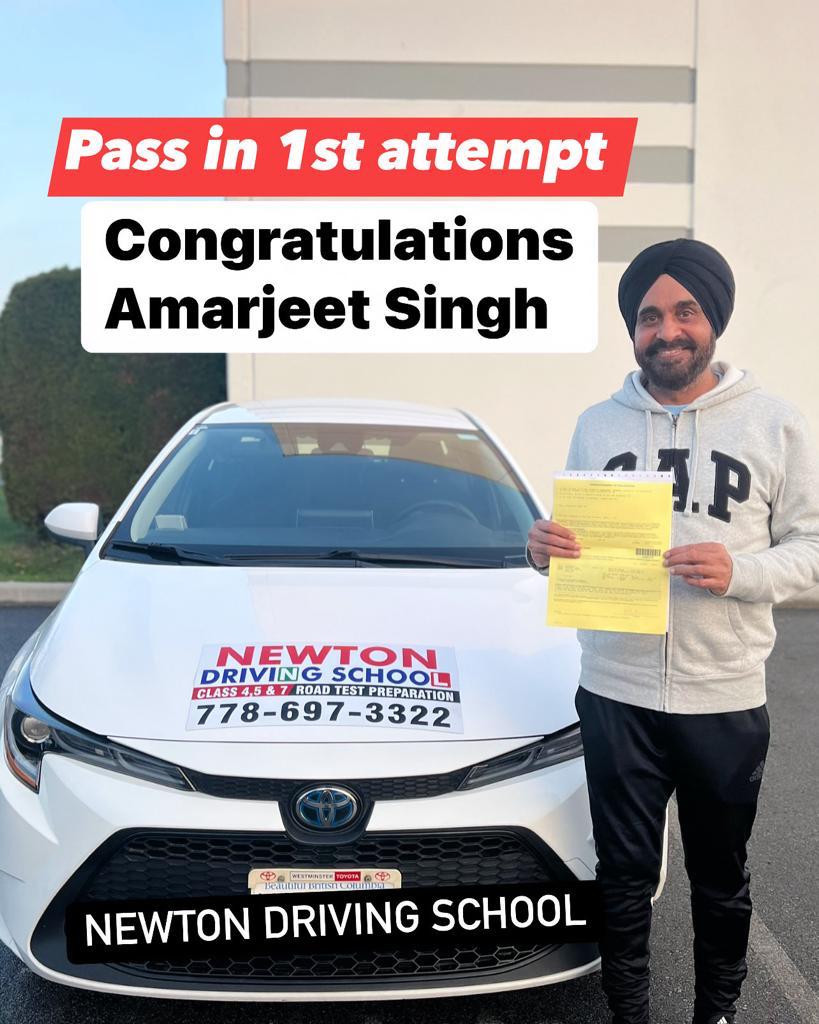 Pass in 1st attempt
Congratulations
Amarjeet Singh
GAP
NEWTON
DRIVING SCHOOL
CLASS 4,5 & 7 ROAD TEST PREPARATION
778-697-3322
WESTMINSTER TOYOTA
Beautiful British Columbia
NEWTON DRIVING SCHOOL